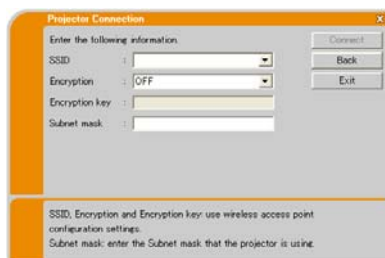 Projector Connection
X
Enter the following information.
Connect
SSID :
Back
Encryption : OFF
Exit
Encryption key :
Subnet mask :
SSID, Encryption and Encryption key: use wireless access point
configuration settings.
Subnet mask: enter the Subnet mask that the projector is using.